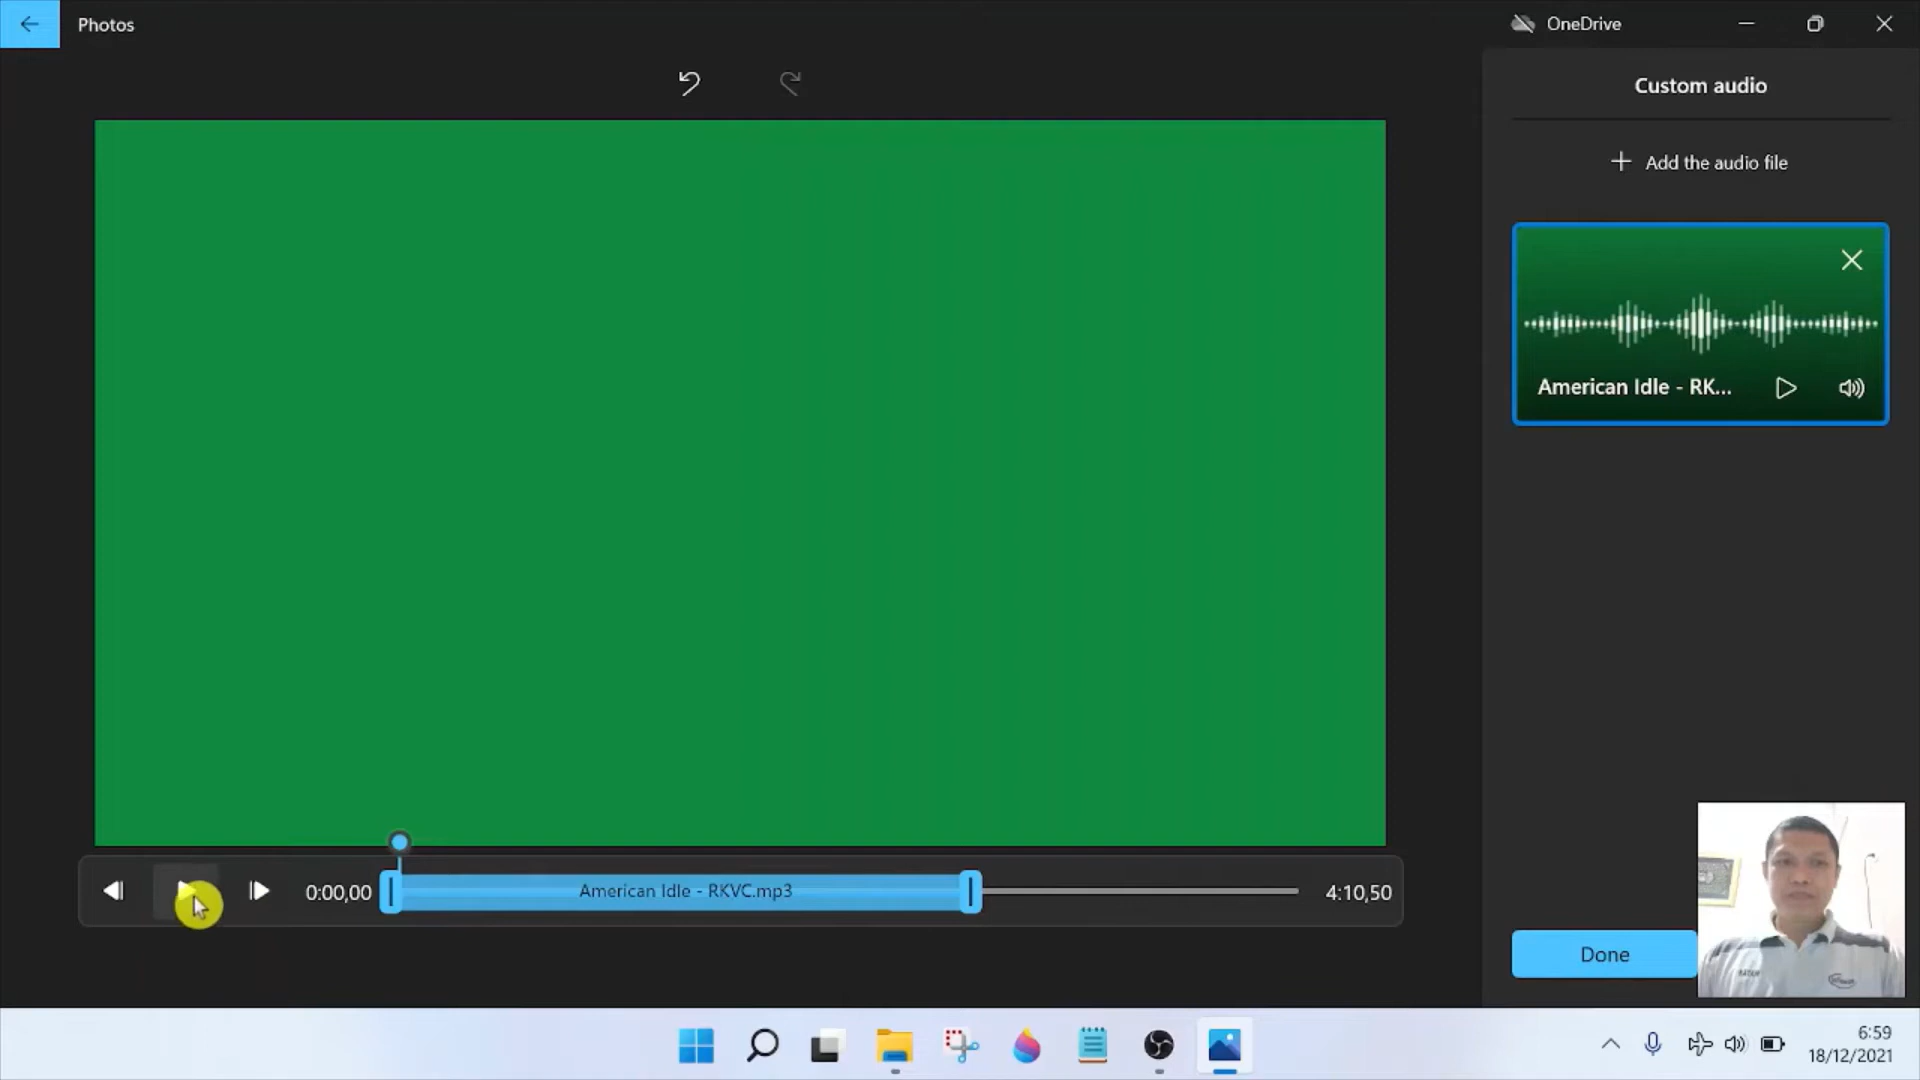 Photos
OneDrive
Custom audio
Add the audio file
American Idle - RK...
0:00,00
American Idle - RKVC.mp3
4:10,50
Done
6:59
18/12/2021